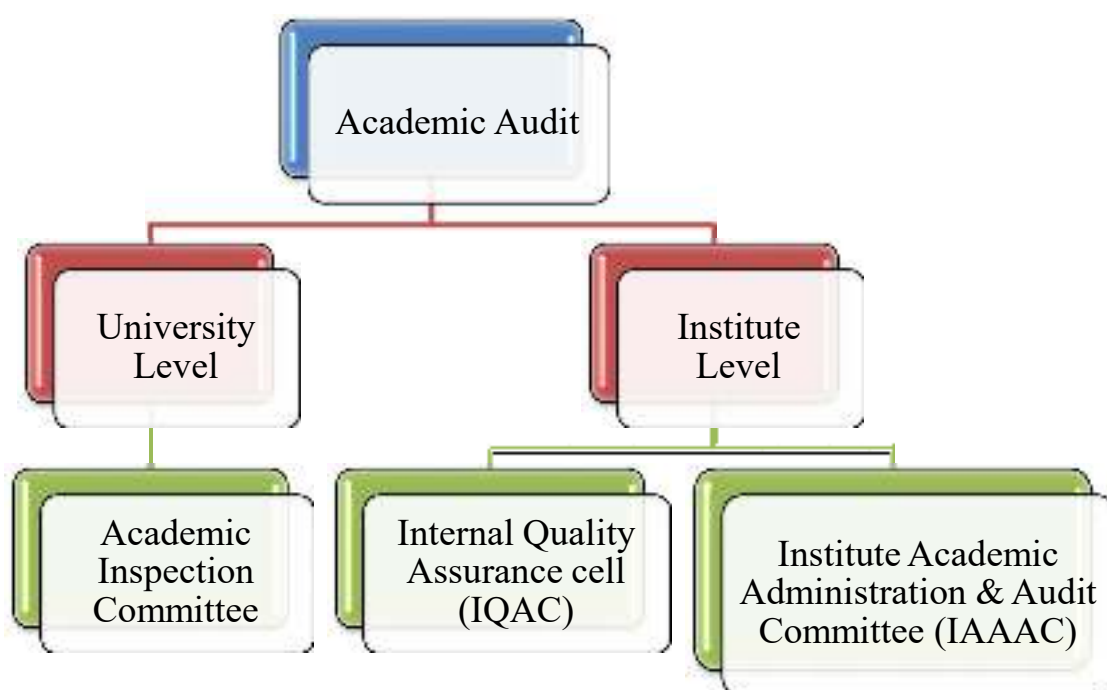 Academic Audit
University
Level
Institute
Level
Academic
Inspection
Committee
Internal Quality
Assurance cell
(IQAC)
Institute Academic
Administration & Audit
Committee (IAAAC)